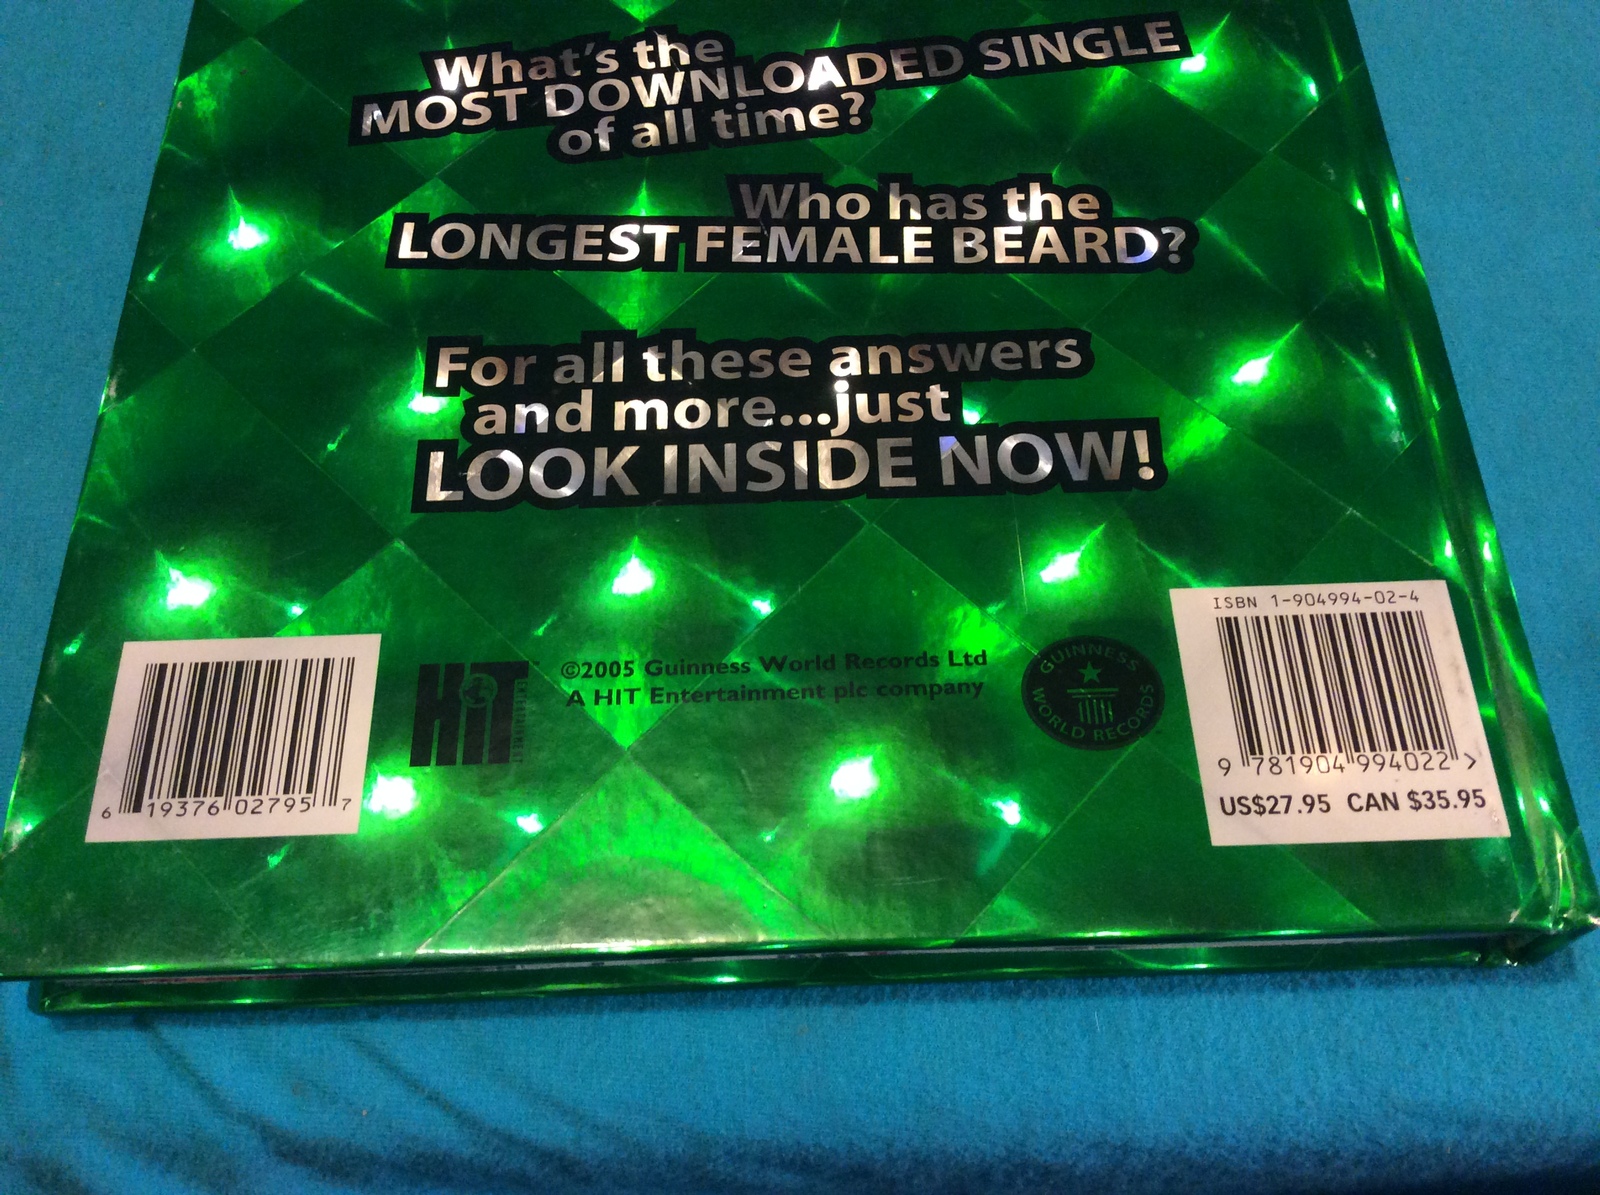 What's the
MOST DOWNLOADED SINGLE
of all time?
Who has the
LONGEST FEMALE BEARD?
For all these answers
and more...just
LOOK INSIDE NOW!
ISBN 1-904994-02-4
9 781904 994022 >
US$27.95 CAN $35.95
6 19376 02795 7
HiT ENTERTAINMENT
©2005 Guinness World Records Ltd
A HIT Entertainment plc company
GUINNESS WORLD RECORDS